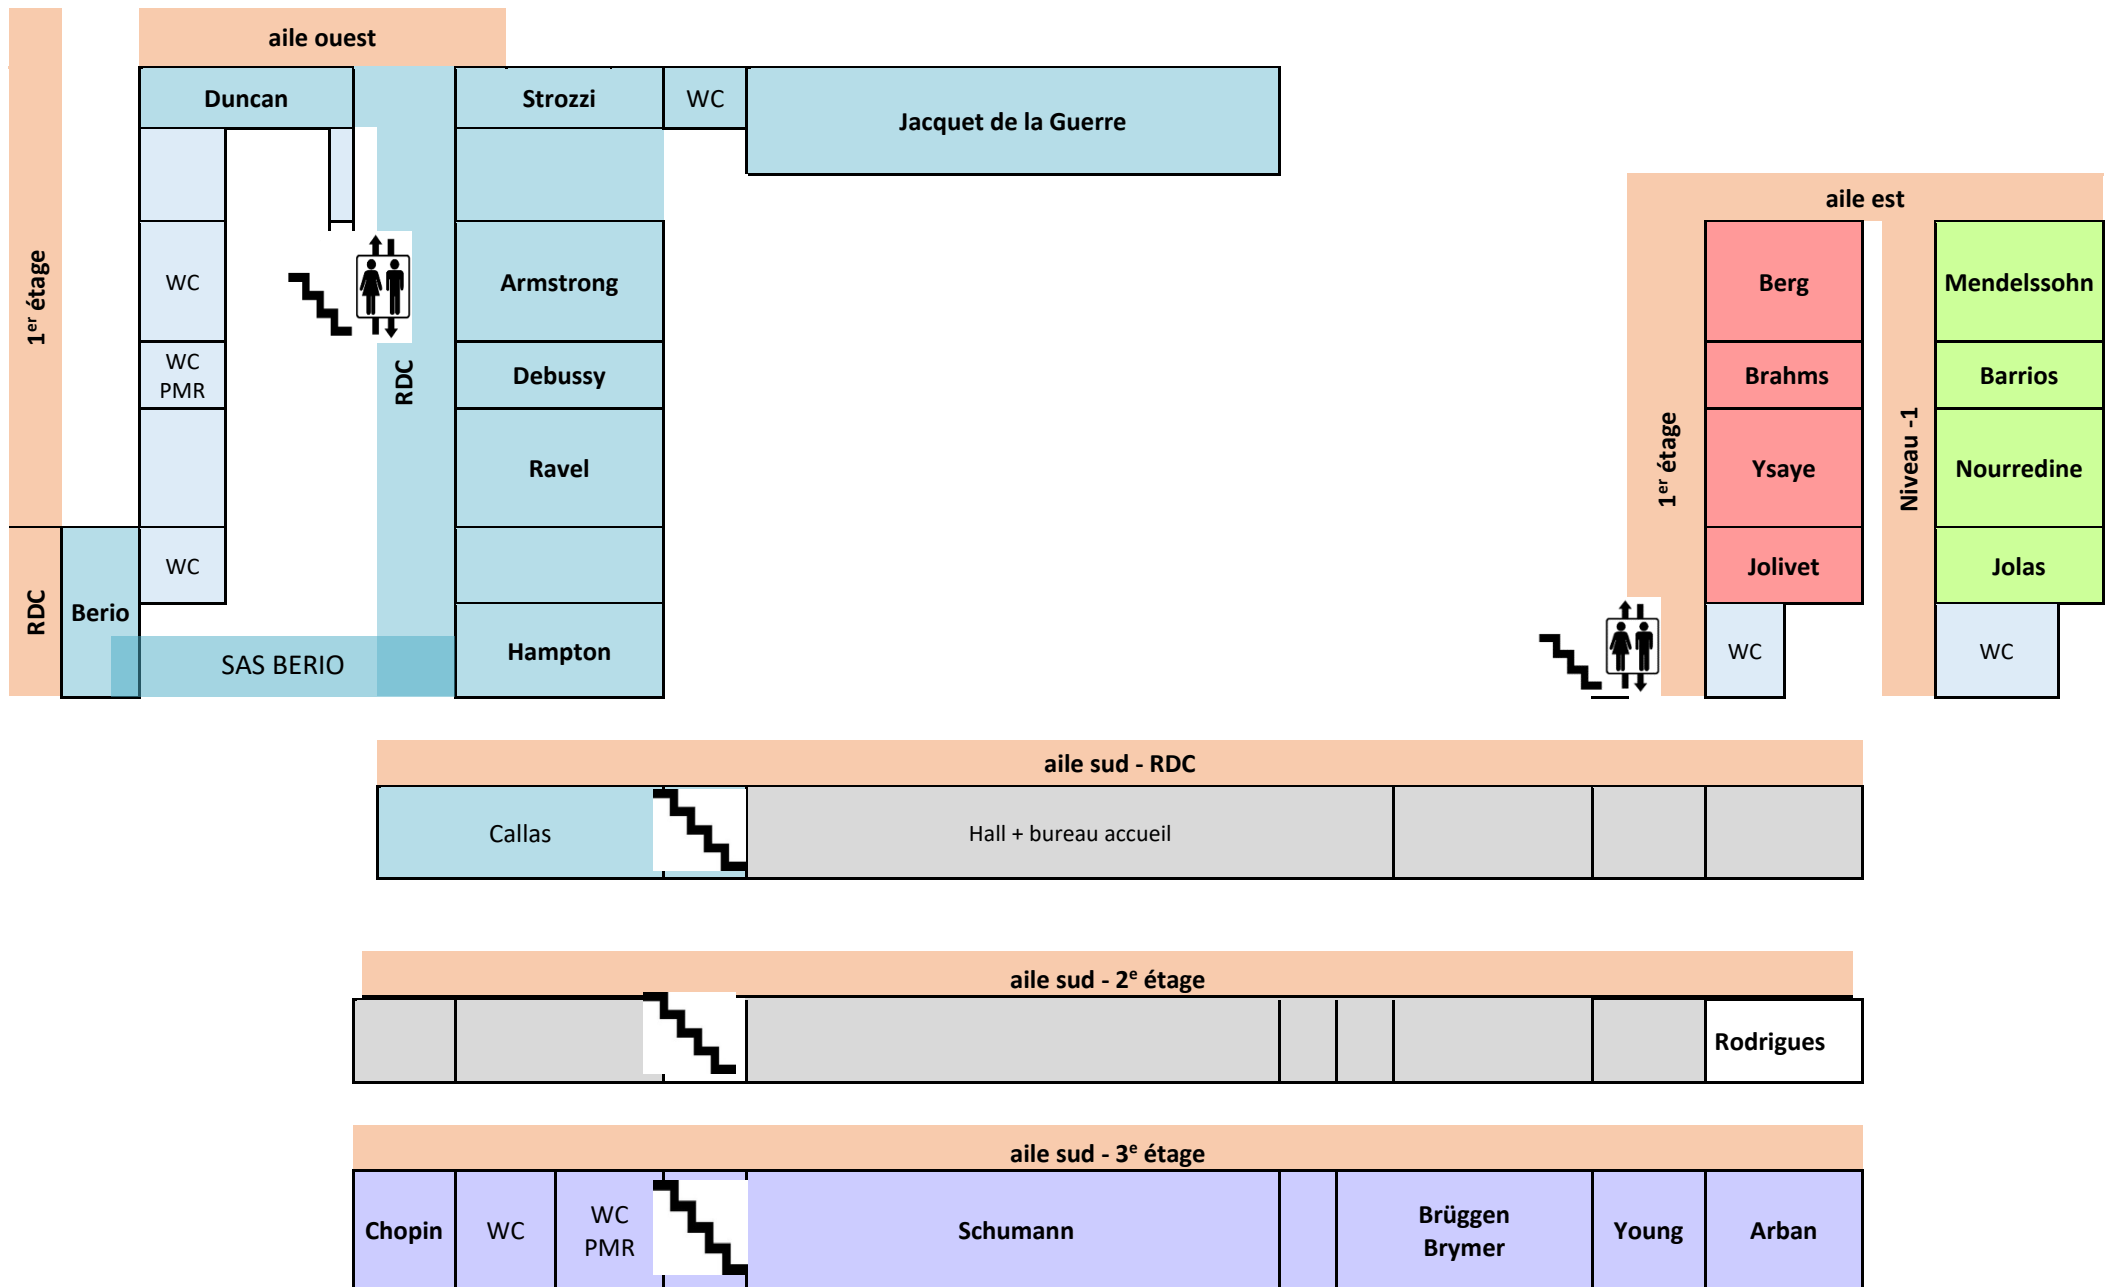 aile ouest
Duncan
Strozzi
WC
Jacquet de la Guerre
1er étage
WC
Armstrong
WC
PMR
RDC
Debussy
Ravel
RDC
Berio
WC
SAS BERIO
Hampton
aile est
1er étage
Berg
Niveau -1
Mendelssohn
Brahms
Barrios
Ysaye
Nourredine
Jolivet
Jolas
WC
WC
aile sud - RDC
Callas
Hall + bureau accueil
aile sud - 2e étage
Rodrigues
aile sud - 3e étage
Chopin
WC
WC
PMR
Schumann
Brüggen
Brymer
Young
Arban